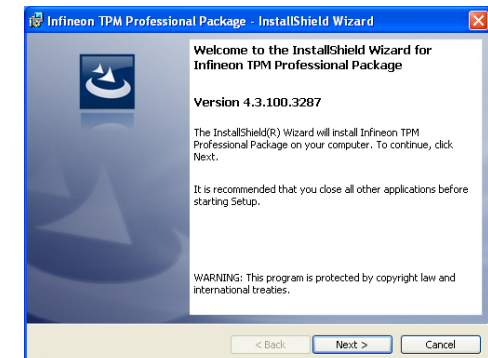 Infineon TPM Professional Package - InstallShield Wizard
Welcome to the InstallShield Wizard for
Infineon TPM Professional Package
Version 4.3.100.3287
The InstallShield(R) Wizard will install Infineon TPM
Professional Package on your computer. To continue, click
Next.
It is recommended that you close all other applications before
starting Setup.
WARNING: This program is protected by copyright law and
international treaties.
< Back Next > Cancel